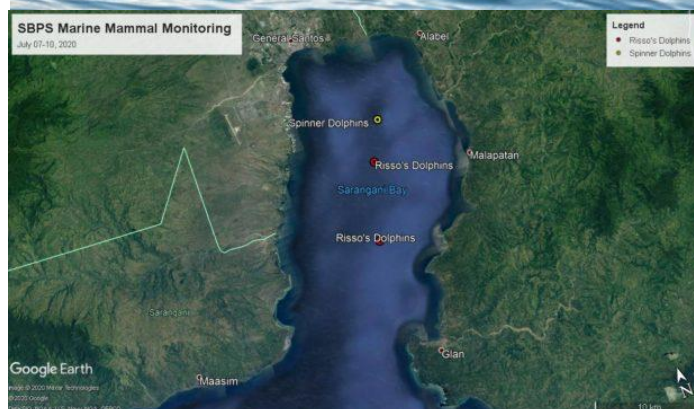 SBPS Marine Mammal Monitoring
July 07-10, 2020
Legend
Risso's Dolphins
Spinner Dolphins
General Santos
Alabel
Spinner Dolphins
Malapatan
Risso's Dolphins
Sarangani Bay
Risso's Dolphins
Sarangani
Glan
Google Earth
Maasim
Image © 2020 Maxar Technologies
©2020 Google
N
10 km